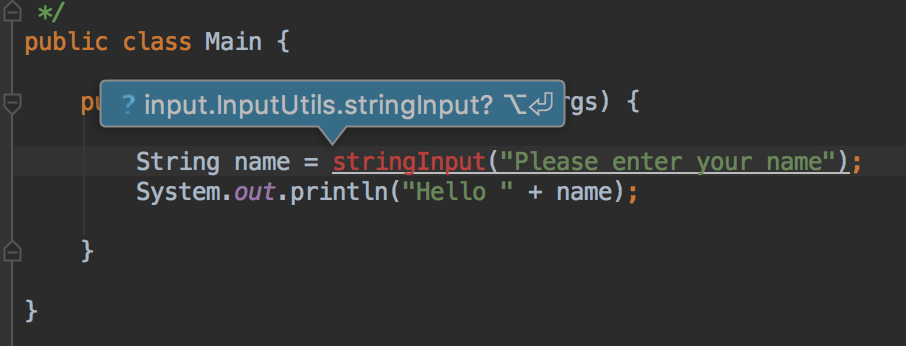 */
public class Main {
? input.InputUtils.stringInput? ⌥⏎
pu rgs) {
String name = stringInput("Please enter your name");
System.out.println("Hello " + name);
}
}